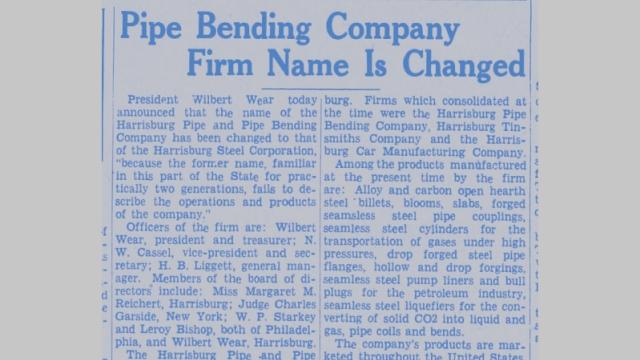 Pipe Bending Company
Firm Name Is Changed
President Wilbert Wear today
announced that the name of the
Harrisburg Pipe and Pipe Bending
Company has been changed to that
of the Harrisburg Steel Corporation,
"because the former name, familiar
in this part of the State for prac-
tically two generations, fails to de-
scribe the operations and products
of the company."
Officers of the firm are: Wilbert
Wear, president and treasurer; N.
W. Cassel, vice-president and sec-
retary; H. B. Liggett, general man-
ager. Members of the board of di-
rectors include: Miss Margaret M.
Reichert, Harrisburg; Judge Charles
Garside, New York; W. P. Starkey
and Leroy Bishop, both of Philadel-
phia, and Wilbert Wear, Harrisburg.
The Harrisburg Pipe and Pipe
burg. Firms which consolidated at
the time were the Harrisburg Pipe
Bending Company, Harrisburg Tin-
smiths Company and the Harris-
burg Car Manufacturing Company.
Among the products manufactured
at the present time by the firm
are: Alloy and carbon open hearth
steel billets, blooms, slabs, forged
seamsless steel pipe couplings,
seamless steel cylinders for the
transportation of gases under high
pressures, drop forged steel pipe
flanges, hollow and drop forgings,
seamless steel pump liners and bull
plugs for the petroleum industry,
seamless steel liquefiers for the con-
verting of solid CO2 into liquid and
gas, pipe coils and bends.
The company's products are mar-
keted throughout the United States